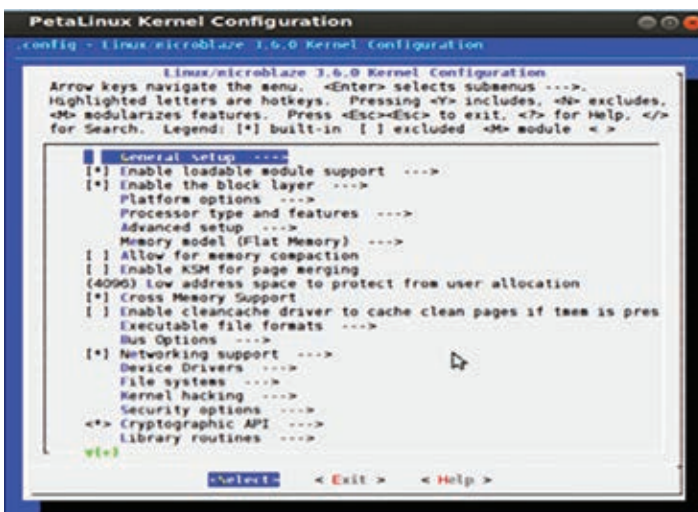 PetaLinux Kernel Configuration
.config - Linux/microblaze 3.6.0 Kernel Configuration
Linux/microblaze 3.6.0 Kernel Configuration
Arrow keys navigate the menu. <Enter> selects submenus --->.
Highlighted letters are hotkeys. Pressing <Y> includes, <N> excludes,
<M> modularizes features. Press <Esc><Esc> to exit, <?> for Help, </>
for Search. Legend: [*] built-in [ ] excluded <M> module < >
General setup --->
[*] Enable loadable module support --->
[*] Enable the block layer --->
Platform options --->
Processor type and features --->
Advanced setup --->
Memory model (Flat Memory) --->
[ ] Allow for memory compaction
[ ] Enable KSM for page merging
(4096) Low address space to protect from user allocation
[*] Cross Memory Support
[ ] Enable cleancache driver to cache clean pages if tmem is pres
Executable file formats --->
Bus Options --->
[*] Networking support --->
Device Drivers --->
File systems --->
Kernel hacking --->
Security options --->
<*> Cryptographic API --->
Library routines --->
v(+)
<Select> < Exit > < Help >